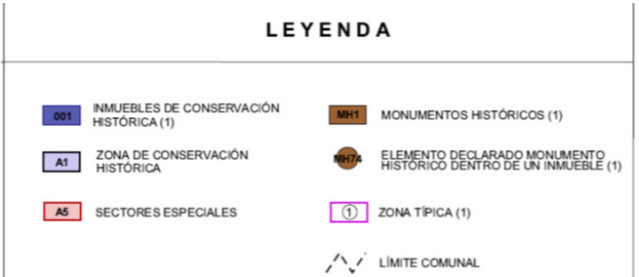 LEYENDA
001 INMUEBLES DE CONSERVACIÓN
HISTÓRICA (1)
A1 ZONA DE CONSERVACIÓN
HISTÓRICA
A5 SECTORES ESPECIALES
MH1 MONUMENTOS HISTÓRICOS (1)
MH74 ELEMENTO DECLARADO MONUMENTO
HISTÓRICO DENTRO DE UN INMUEBLE (1)
1 ZONA TÍPICA (1)
LÍMITE COMUNAL